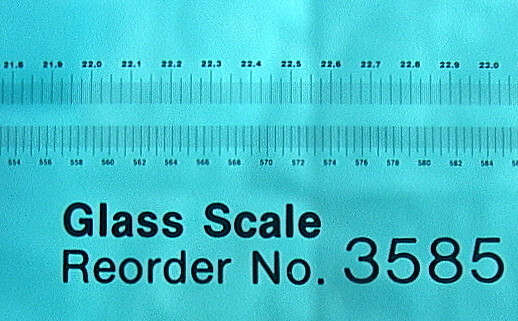 21.8 21.9 22.0 22.1 22.2 22.3 22.4 22.5 22.6 22.7 22.8 22.9 23.0
554 556 558 560 562 564 566 568 570 572 574 576 578 580 582 584
Glass Scale
Reorder No. 3585